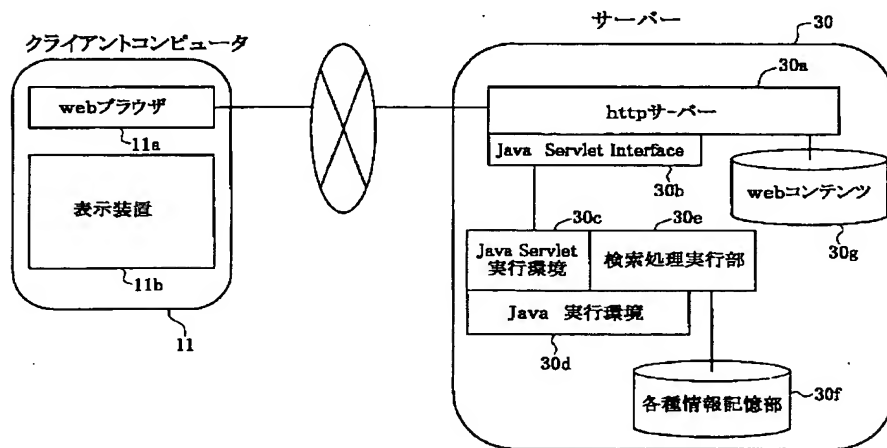 クライアントコンピュータ
webブラウザ
11a
表示装置
11b
11
サーバー
30
30a
httpサーバー
Java Servlet Interface
30b
webコンテンツ
30g
30c
30e
Java Servlet
実行環境
検索処理実行部
Java 実行環境
30d
各種情報記憶部
30f